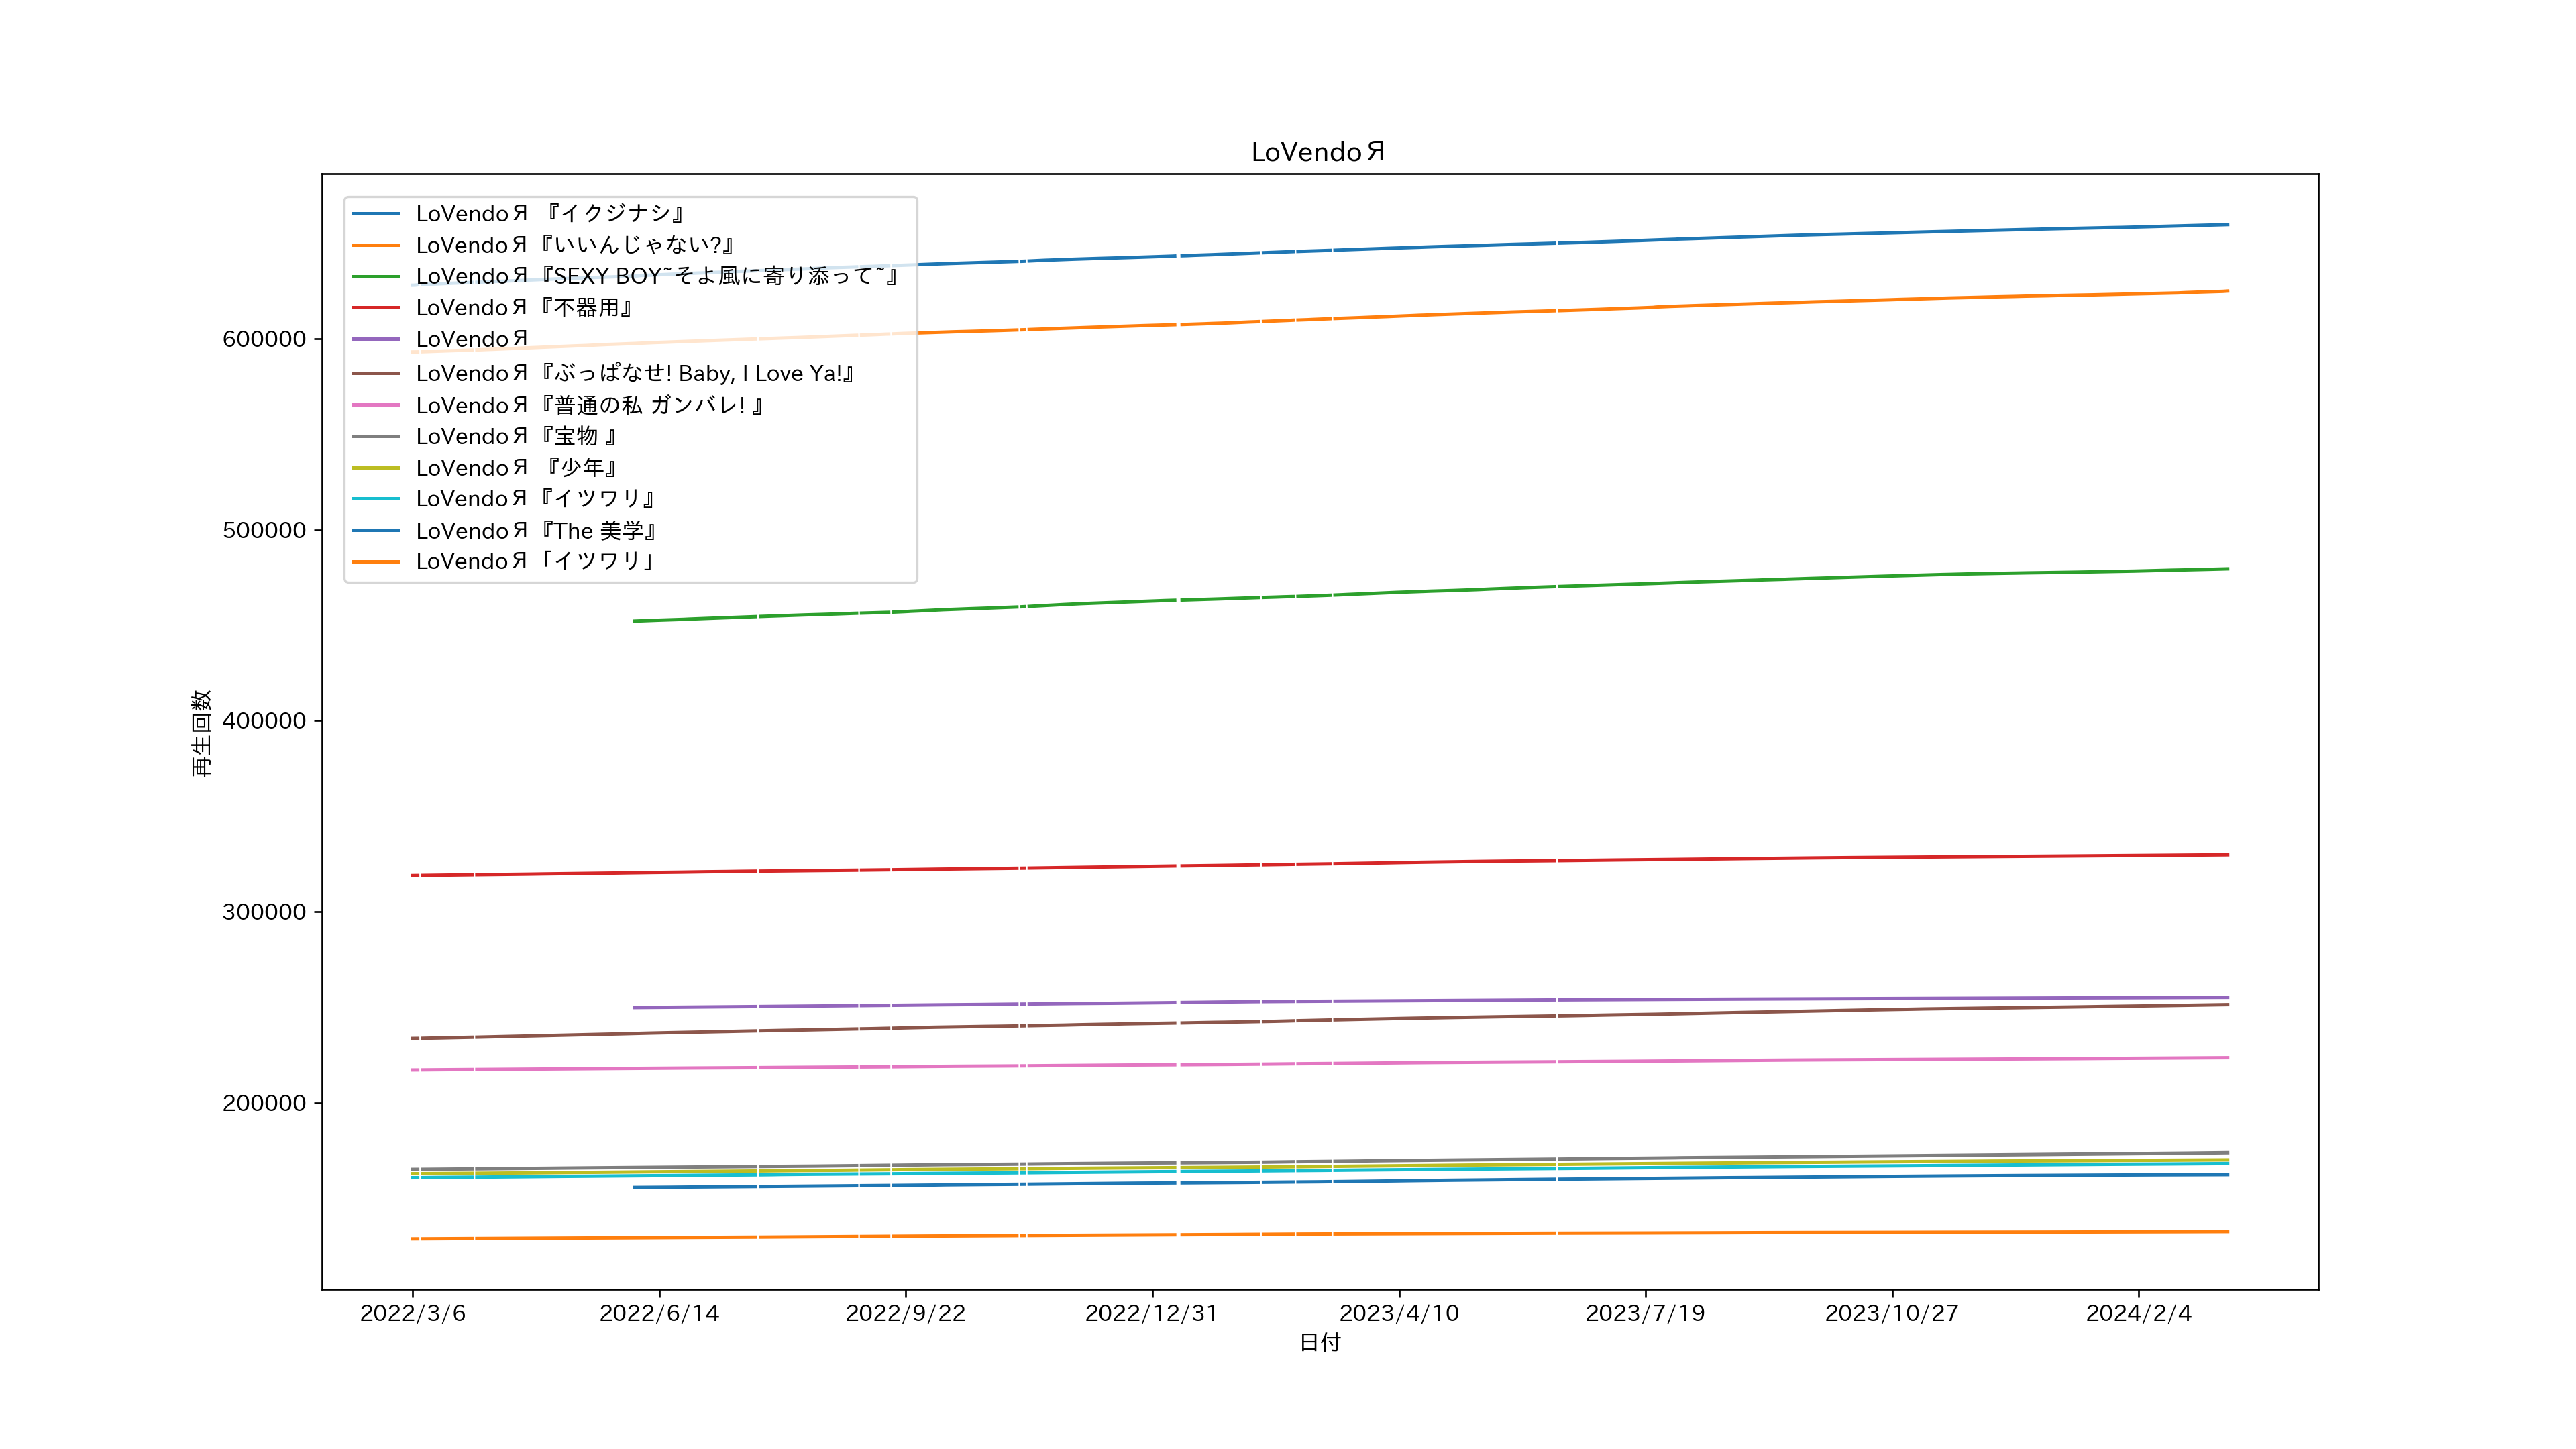 LoVendoЯ
LoVendoЯ 『イクジナシ』
LoVendoЯ『いいんじゃない?』
LoVendoЯ『SEXY BOY~そよ風に寄り添って~』
LoVendoЯ『不器用』
LoVendoЯ
LoVendoЯ『ぶっぱなせ! Baby, I Love Ya!』
LoVendoЯ『普通の私 ガンバレ! 』
LoVendoЯ『宝物 』
LoVendoЯ 『少年』
LoVendoЯ『イツワリ』
LoVendoЯ『The 美学』
LoVendoЯ「イツワリ」
600000
500000
400000
300000
200000
再生回数
2022/3/6
2022/6/14
2022/9/22
2022/12/31
2023/4/10
2023/7/19
2023/10/27
2024/2/4
日付